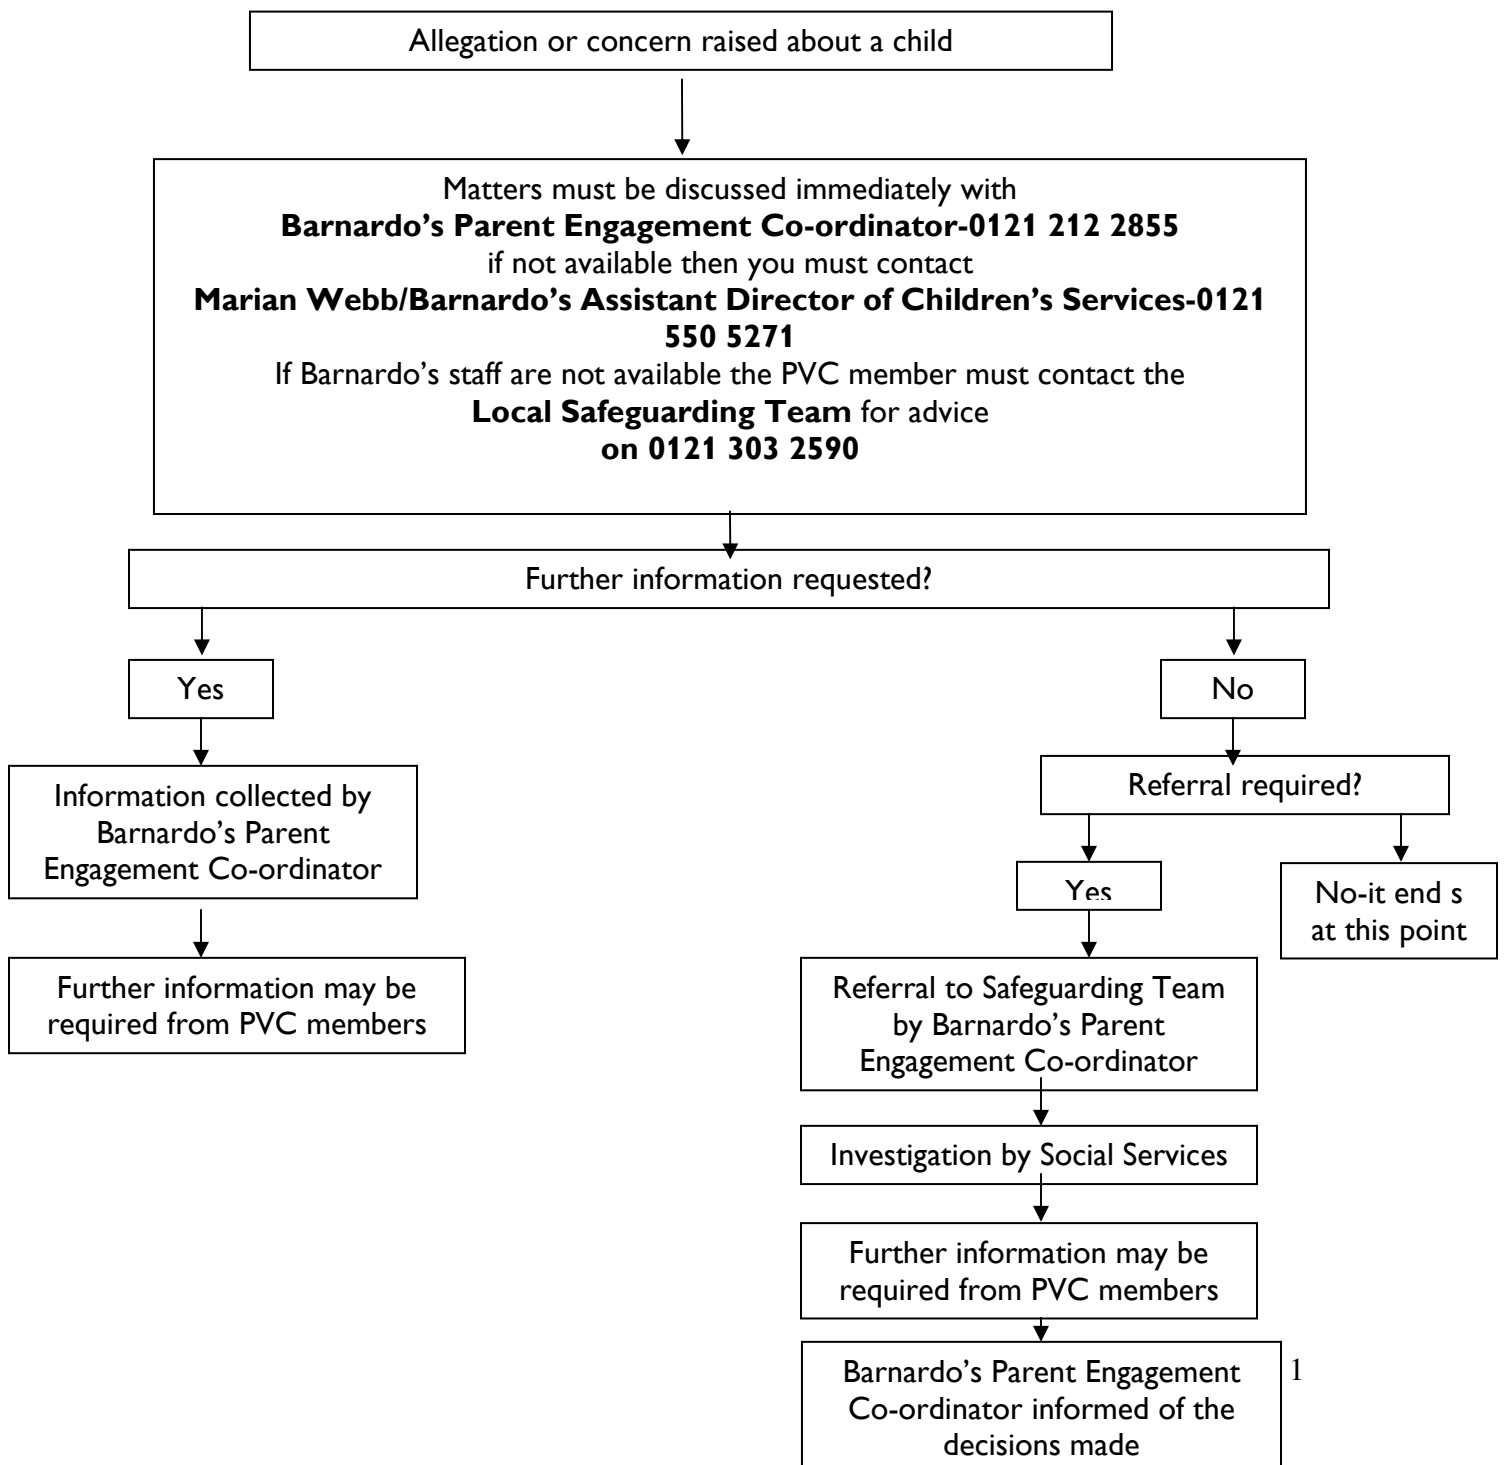 Allegation or concern raised about a child
Matters must be discussed immediately with
Barnardo’s Parent Engagement Co-ordinator-0121 212 2855
if not available then you must contact
Marian Webb/Barnardo’s Assistant Director of Children’s Services-0121
550 5271
If Barnardo’s staff are not available the PVC member must contact the
Local Safeguarding Team for advice
on 0121 303 2590
Further information requested?
Yes
No
Information collected by
Barnardo’s Parent
Engagement Co-ordinator
Further information may be
required from PVC members
Referral required?
Yes
No-it end s
at this point
Referral to Safeguarding Team
by Barnardo’s Parent
Engagement Co-ordinator
Investigation by Social Services
Further information may be
required from PVC members
Barnardo’s Parent Engagement
Co-ordinator informed of the
decisions made
1